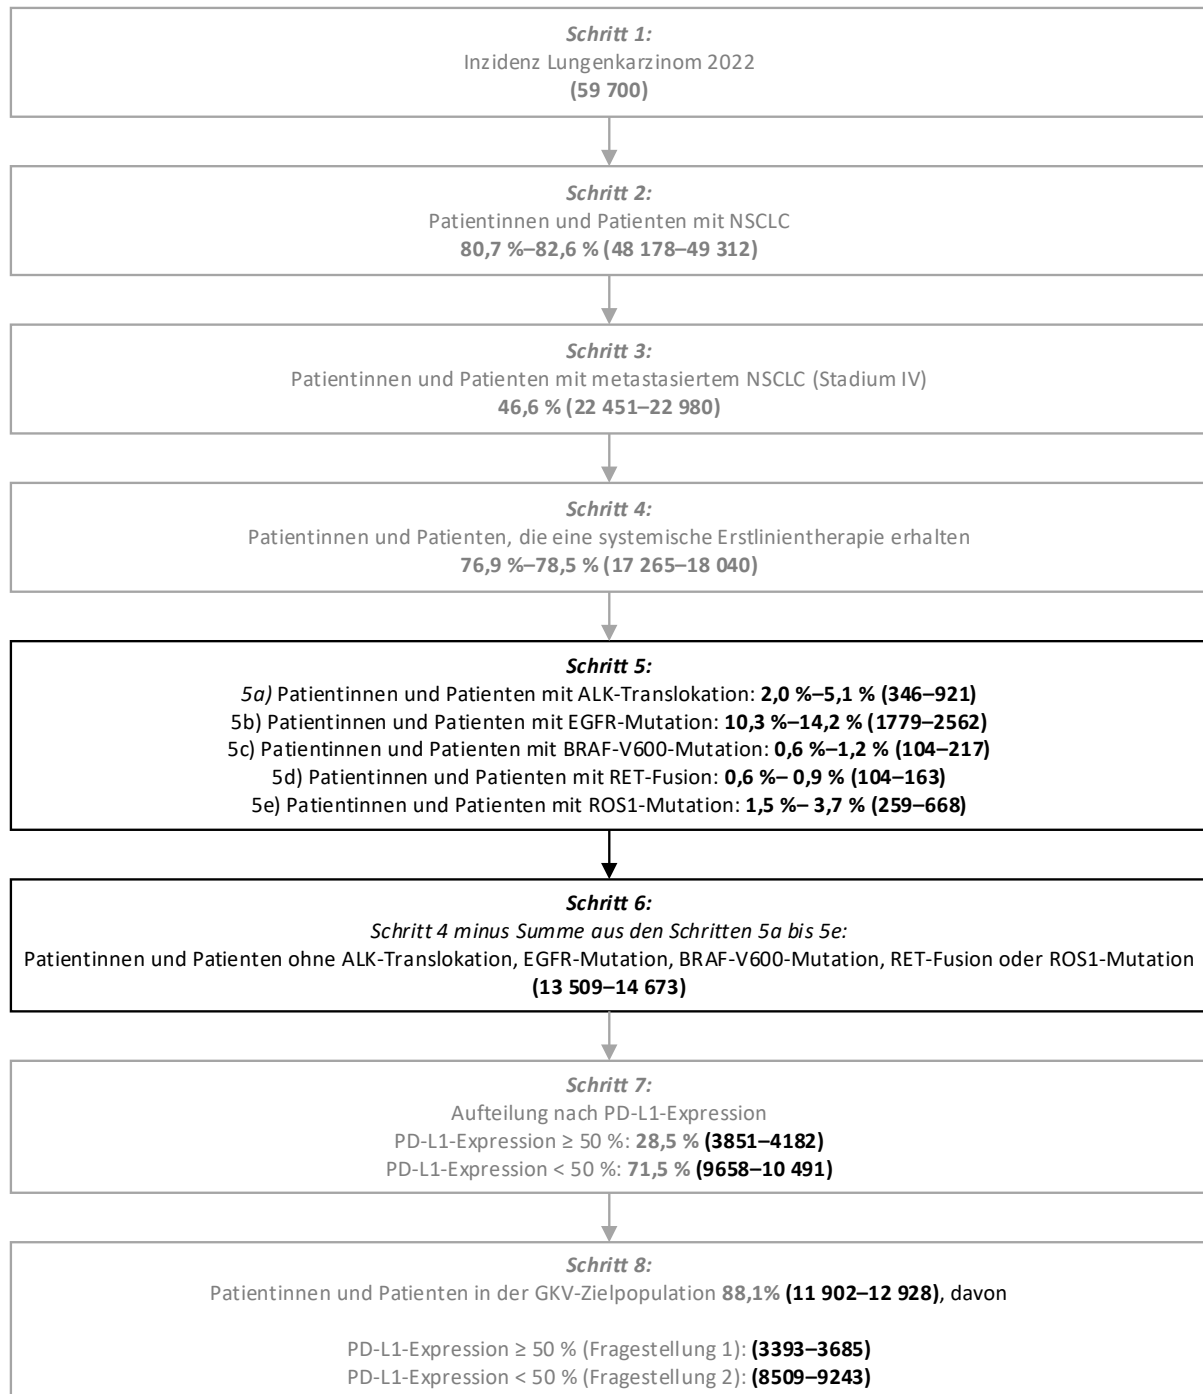 Schritt 1:
Inzidenz Lungenkarzinom 2022
(59 700)
Schritt 2:
Patientinnen und Patienten mit NSCLC
80,7 %–82,6 % (48 178–49 312)
Schritt 3:
Patientinnen und Patienten mit metastasiertem NSCLC (Stadium IV)
46,6 % (22 451–22 980)
Schritt 4:
Patientinnen und Patienten, die eine systemische Erstlinientherapie erhalten
76,9 %–78,5 % (17 265–18 040)
Schritt 5:
5a) Patientinnen und Patienten mit ALK-Translokation: 2,0 %–5,1 % (346–921)
5b) Patientinnen und Patienten mit EGFR-Mutation: 10,3 %–14,2 % (1779–2562)
5c) Patientinnen und Patienten mit BRAF-V600-Mutation: 0,6 %–1,2 % (104–217)
5d) Patientinnen und Patienten mit RET-Fusion: 0,6 %– 0,9 % (104–163)
5e) Patientinnen und Patienten mit ROS1-Mutation: 1,5 %– 3,7 % (259–668)
Schritt 6:
Schritt 4 minus Summe aus den Schritten 5a bis 5e:
Patientinnen und Patienten ohne ALK-Translokation, EGFR-Mutation, BRAF-V600-Mutation, RET-Fusion oder ROS1-Mutation
(13 509–14 673)
Schritt 7:
Aufteilung nach PD-L1-Expression
PD-L1-Expression ≥ 50 %: 28,5 % (3851–4182)
PD-L1-Expression < 50 %: 71,5 % (9658–10 491)
Schritt 8:
Patientinnen und Patienten in der GKV-Zielpopulation 88,1% (11 902–12 928), davon
PD-L1-Expression ≥ 50 % (Fragestellung 1): (3393–3685)
PD-L1-Expression < 50 % (Fragestellung 2): (8509–9243)